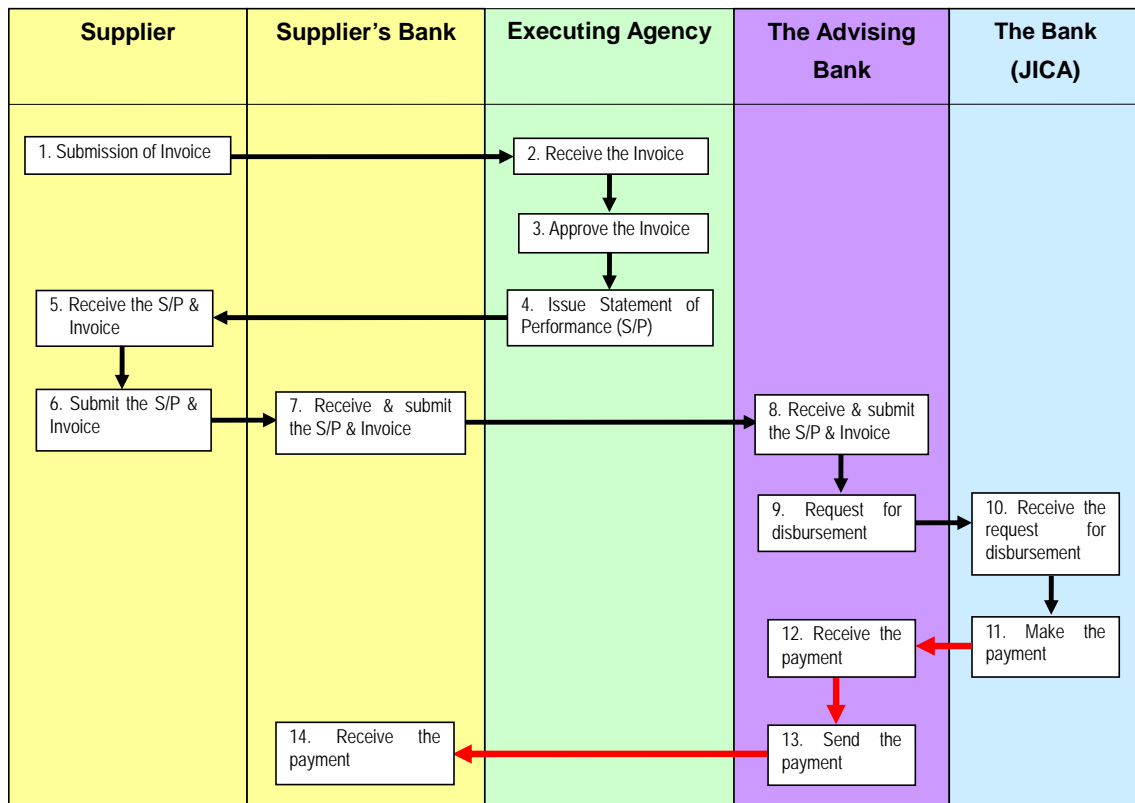 Supplier
Supplier's Bank
Executing Agency
The Advising
Bank
The Bank
(JICA)
1. Submission of Invoice
2. Receive the Invoice
3. Approve the Invoice
4. Issue Statement of
Performance (S/P)
5. Receive the S/P &
Invoice
6. Submit the S/P &
Invoice
7. Receive & submit
the S/P & Invoice
8. Receive & submit
the S/P & Invoice
9. Request for
disbursement
10. Receive the
request for
disbursement
11. Make the
payment
12. Receive the
payment
13. Send the
payment
14. Receive the
payment